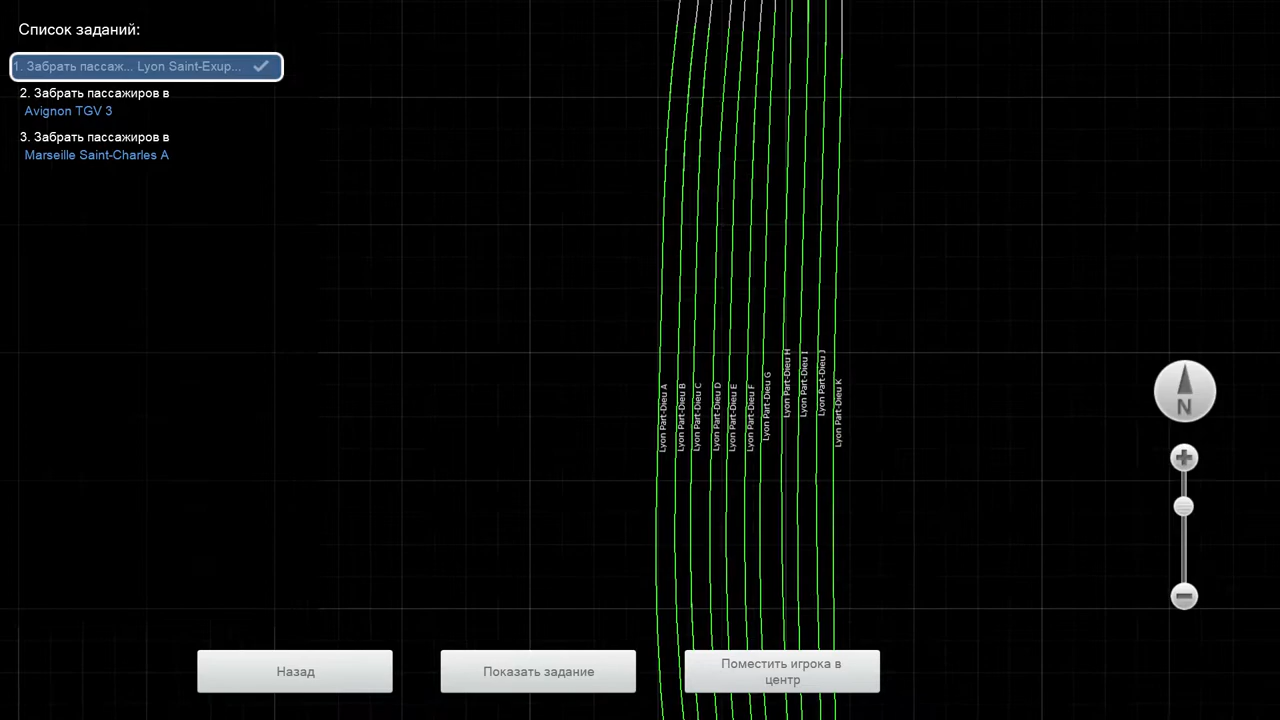 Список заданий:
1. Забрать пассаж... Lyon Saint-Exup...
2. Забрать пассажиров в
Avignon TGV 3
3. Забрать пассажиров в
Marseille Saint-Charles A
Lyon Part-Dieu A
Lyon Part-Dieu B
Lyon Part-Dieu C
Lyon Part-Dieu D
Lyon Part-Dieu E
Lyon Part-Dieu F
Lyon Part-Dieu G
Lyon Part-Dieu H
Lyon Part-Dieu I
Lyon Part-Dieu J
Lyon Part-Dieu K
N
Назад
Показать задание
Поместить игрока в
центр